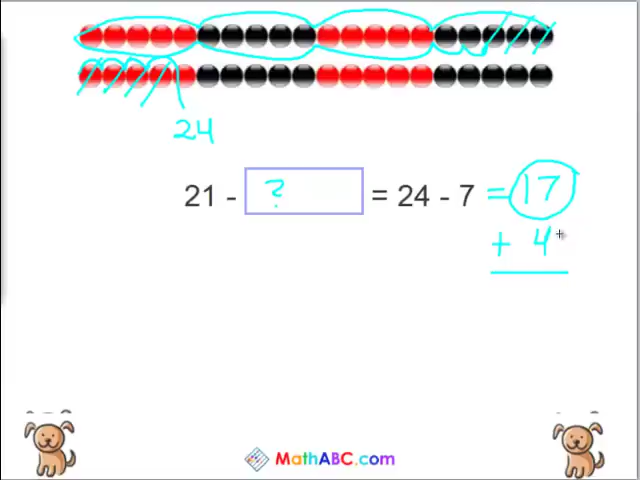 24
21 - ? = 24 - 7 = 17
+ 4
MathABC.com